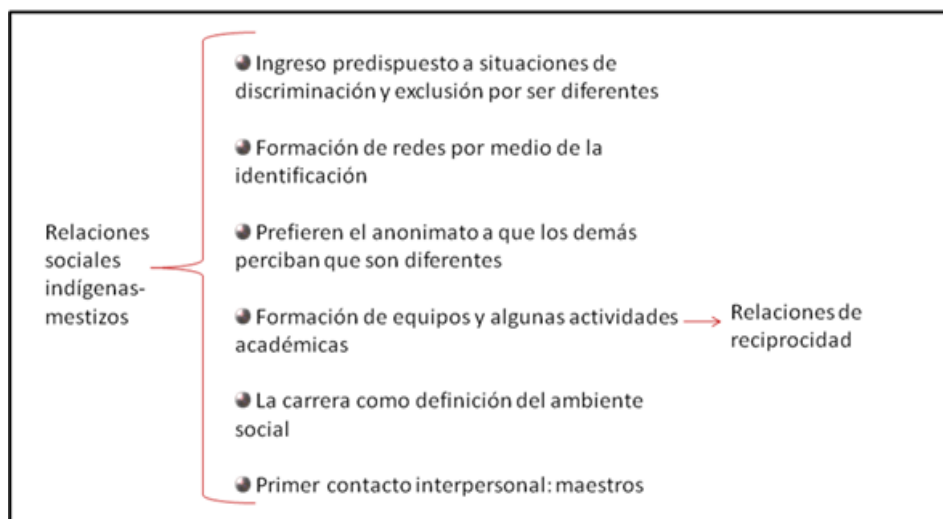 Relaciones
sociales
indígenas-
mestizos
Ingreso predispuesto a situaciones de
discriminación y exclusión por ser diferentes
Formación de redes por medio de la
identificación
Prefieren el anonimato a que los demás
perciban que son diferentes
Formación de equipos y algunas actividades
académicas
Relaciones de
reciprocidad
La carrera como definición del ambiente
social
Primer contacto interpersonal: maestros